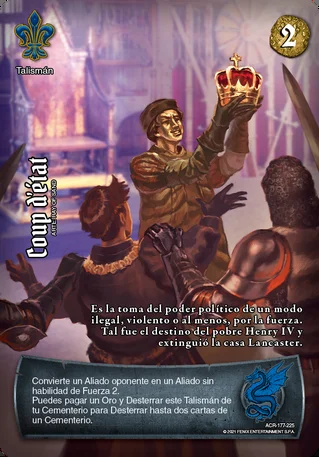 2
Talismán
Coup d'état
ARTE: RAYOF SAND
Es la toma del poder político de un modo
ilegal, violento o al menos, por la fuerza.
Tal fue el destino del pobre Henry IV y
extinguió la casa Lancaster.
Convierte un Aliado oponente en un Aliado sin
habilidad de Fuerza 2.
Puedes pagar un Oro y Desterrar este Talismán de
tu Cementerio para Desterrar hasta dos cartas de
un Cementerio.
ACR-177-225
© 2021 FENIX ENTERTAINMENT S.P.A.